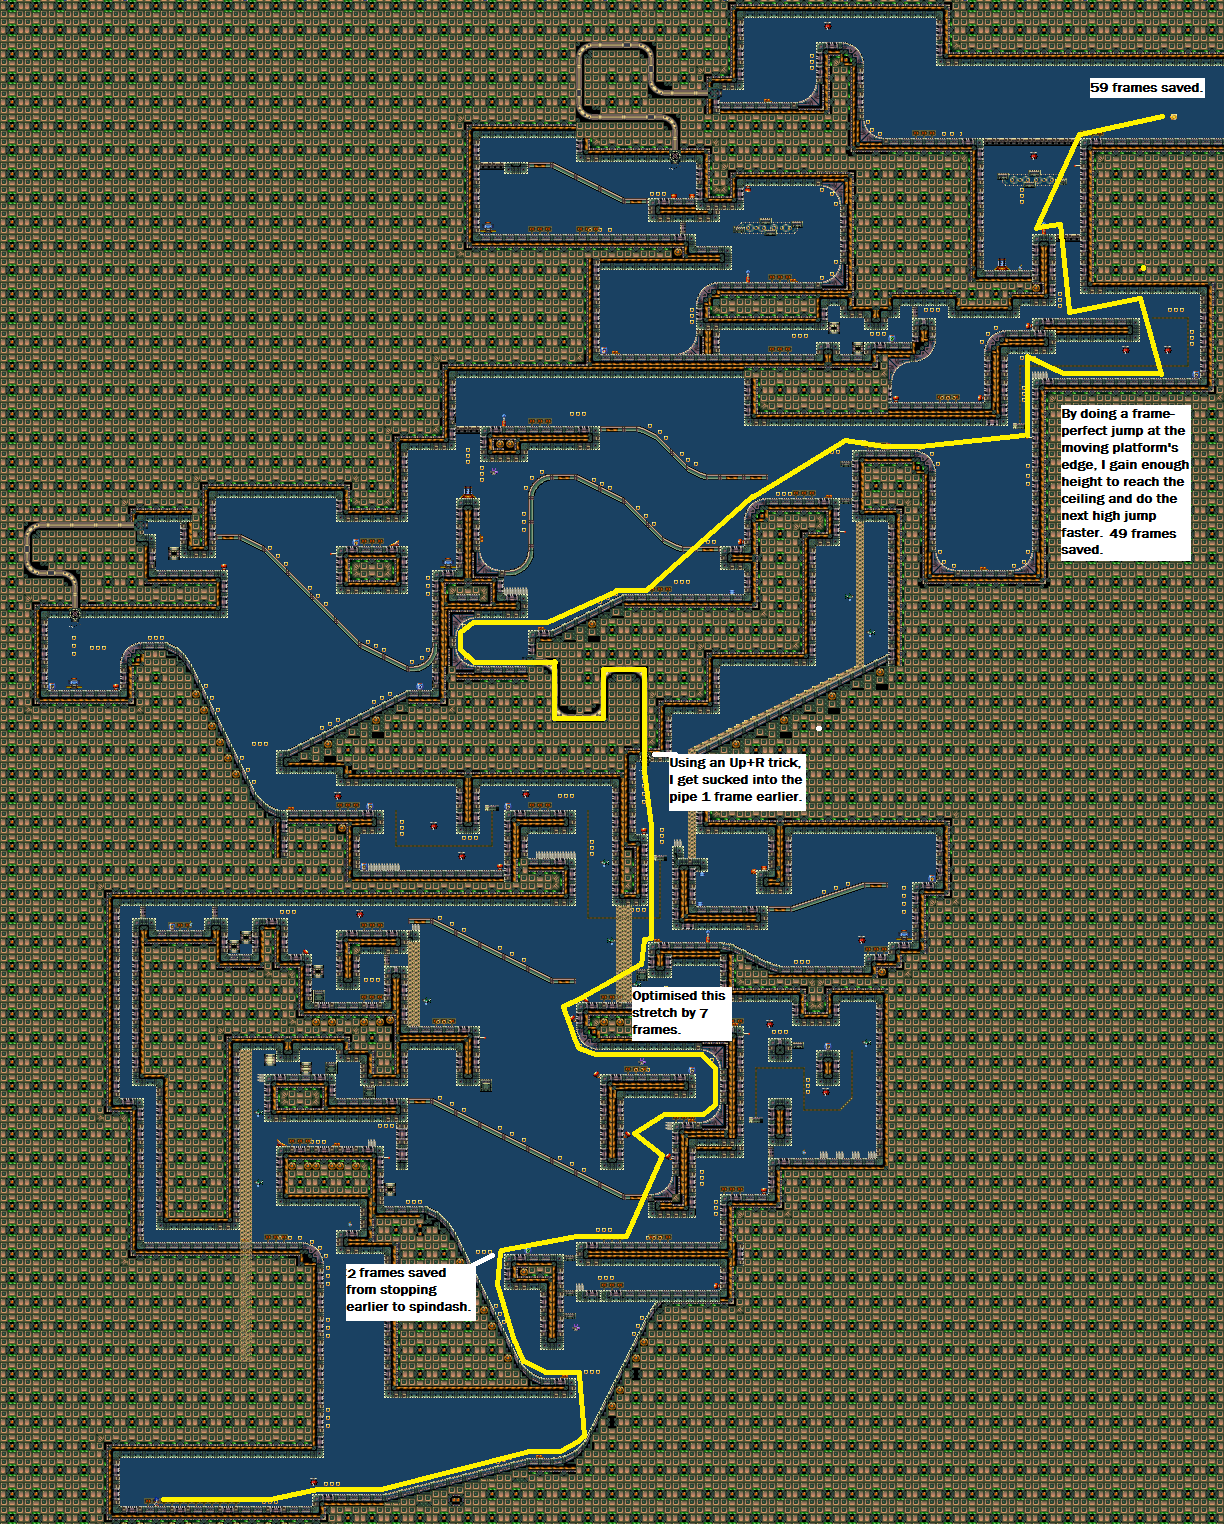 59 frames saved.
By doing a frame-
perfect jump at the
moving platform's
edge, I gain enough
height to reach the
ceiling and do the
next high jump
faster. 49 frames
saved.
Using an Up+R trick,
I get sucked into the
pipe 1 frame earlier.
Optimised this
stretch by 7
frames.
2 frames saved
from stopping
earlier to spindash.